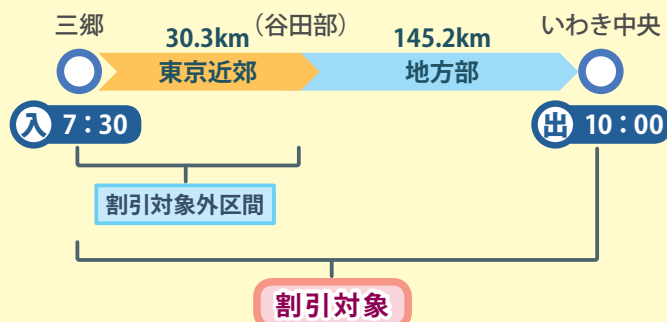 三郷 (谷田部) いわき中央
30.3km 145.2km
東京近郊 地方部
入 7:30 出 10:00
割引対象外区間
割引対象